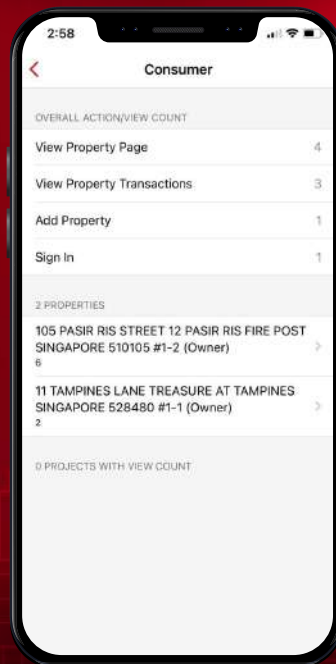 2:58
Consumer
OVERALL ACTION/VIEW COUNT
View Property Page 4
View Property Transactions 3
Add Property 1
Sign In 1
2 PROPERTIES
105 PASIR RIS STREET 12 PASIR RIS FIRE POST
SINGAPORE 510105 #1-2 (Owner)
6
11 TAMPINES LANE TREASURE AT TAMPINES
SINGAPORE 528480 #1-1 (Owner)
2
0 PROJECTS WITH VIEW COUNT